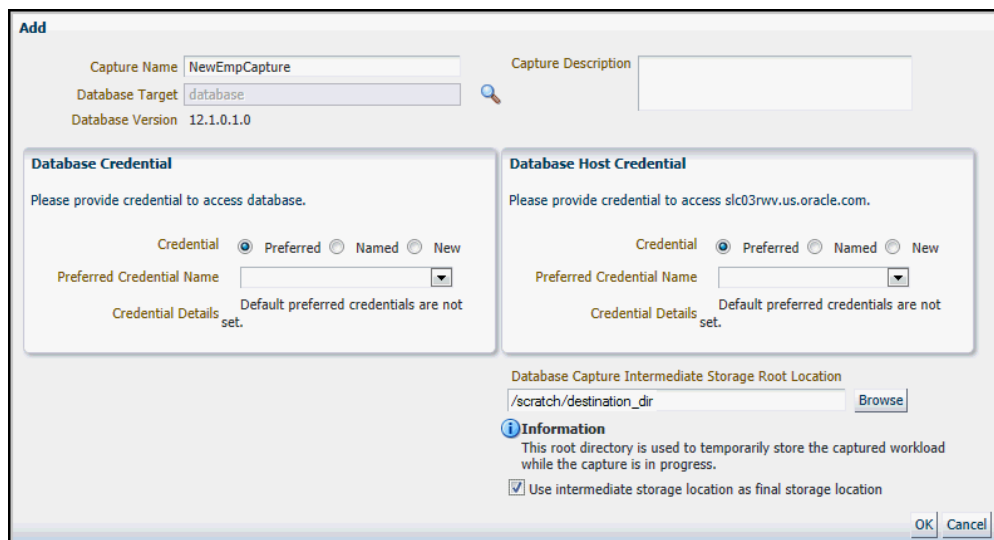 Add
Capture Name NewEmpCapture
Capture Description
Database Target database
Database Version 12.1.0.1.0
Database Credential
Please provide credential to access database.
Credential Preferred Named New
Preferred Credential Name
Credential Details Default preferred credentials are not
set.
Database Host Credential
Please provide credential to access slc03rwv.us.oracle.com.
Credential Preferred Named New
Preferred Credential Name
Credential Details Default preferred credentials are not
set.
Database Capture Intermediate Storage Root Location
/scratch/destination_dir Browse
Information
This root directory is used to temporarily store the captured workload
while the capture is in progress.
Use intermediate storage location as final storage location
OK Cancel